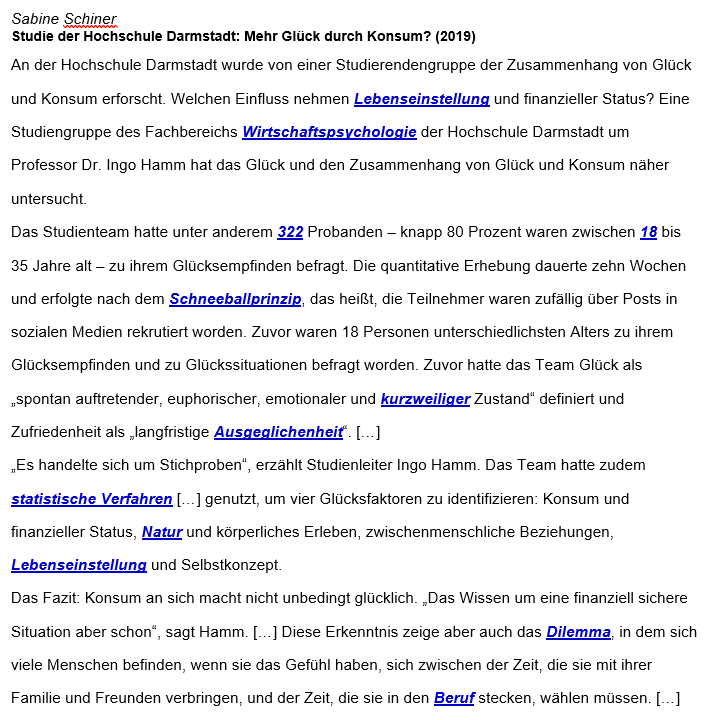 Sabine Schiner
Studie der Hochschule Darmstadt: Mehr Glück durch Konsum? (2019)
An der Hochschule Darmstadt wurde von einer Studierendengruppe der Zusammenhang von Glück
und Konsum erforscht. Welchen Einfluss nehmen Lebenseinstellung und finanzieller Status? Eine
Studiengruppe des Fachbereichs Wirtschaftspsychologie der Hochschule Darmstadt um
Professor Dr. Ingo Hamm hat das Glück und den Zusammenhang von Glück und Konsum näher
untersucht.
Das Studienteam hatte unter anderem 322 Probanden – knapp 80 Prozent waren zwischen 18 bis
35 Jahre alt – zu ihrem Glücksempfinden befragt. Die quantitative Erhebung dauerte zehn Wochen
und erfolgte nach dem Schneeballprinzip, das heißt, die Teilnehmer waren zufällig über Posts in
sozialen Medien rekrutiert worden. Zuvor waren 18 Personen unterschiedlichsten Alters zu ihrem
Glücksempfinden und zu Glückssituationen befragt worden. Zuvor hatte das Team Glück als
„spontan auftretender, euphorischer, emotionaler und kurzweiliger Zustand“ definiert und
Zufriedenheit als „langfristige Ausgeglichenheit“. […]
„Es handelte sich um Stichproben“, erzählt Studienleiter Ingo Hamm. Das Team hatte zudem
statistische Verfahren […] genutzt, um vier Glücksfaktoren zu identifizieren: Konsum und
finanzieller Status, Natur und körperliches Erleben, zwischenmenschliche Beziehungen,
Lebenseinstellung und Selbstkonzept.
Das Fazit: Konsum an sich macht nicht unbedingt glücklich. „Das Wissen um eine finanziell sichere
Situation aber schon“, sagt Hamm. […] Diese Erkenntnis zeige aber auch das Dilemma, in dem sich
viele Menschen befinden, wenn sie das Gefühl haben, sich zwischen der Zeit, die sie mit ihrer
Familie und Freunden verbringen, und der Zeit, die sie in den Beruf stecken, wählen müssen. […]